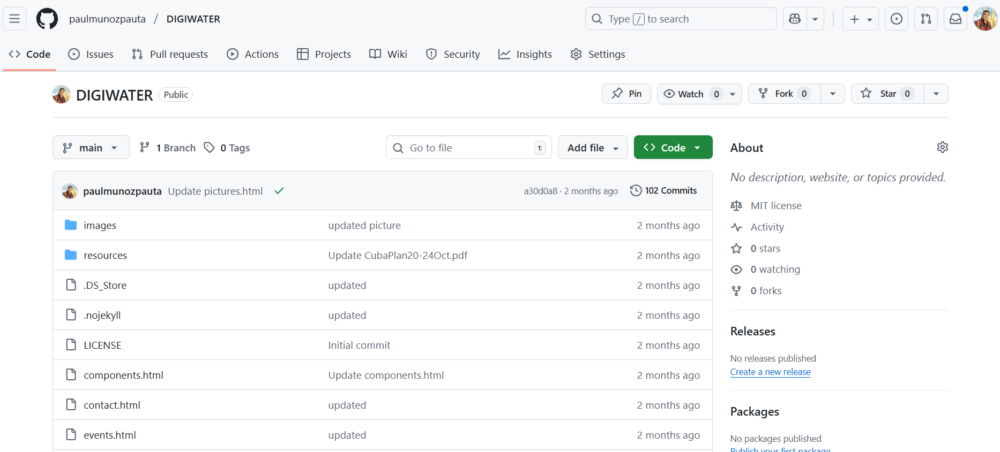 paulmunozpauta / DIGIWATER
Type / to search
Code Issues Pull requests Actions Projects Wiki Security Insights Settings
DIGIWATER Public
Pin Watch 0 Fork 0 Star 0
main 1 Branch 0 Tags
Go to file t
Add file
Code
paulmunozpauta Update pictures.html a30d0a8 · 2 months ago 102 Commits
images updated picture 2 months ago
resources Update CubaPlan20-24Oct.pdf 2 months ago
.DS_Store updated 2 months ago
.nojekyll updated 2 months ago
LICENSE Initial commit 2 months ago
components.html Update components.html 2 months ago
contact.html updated 2 months ago
events.html updated 2 months ago
About
No description, website, or topics provided.
MIT license
Activity
0 stars
0 watching
0 forks
Releases
No releases published
Create a new release
Packages
No packages published
Publish your first package